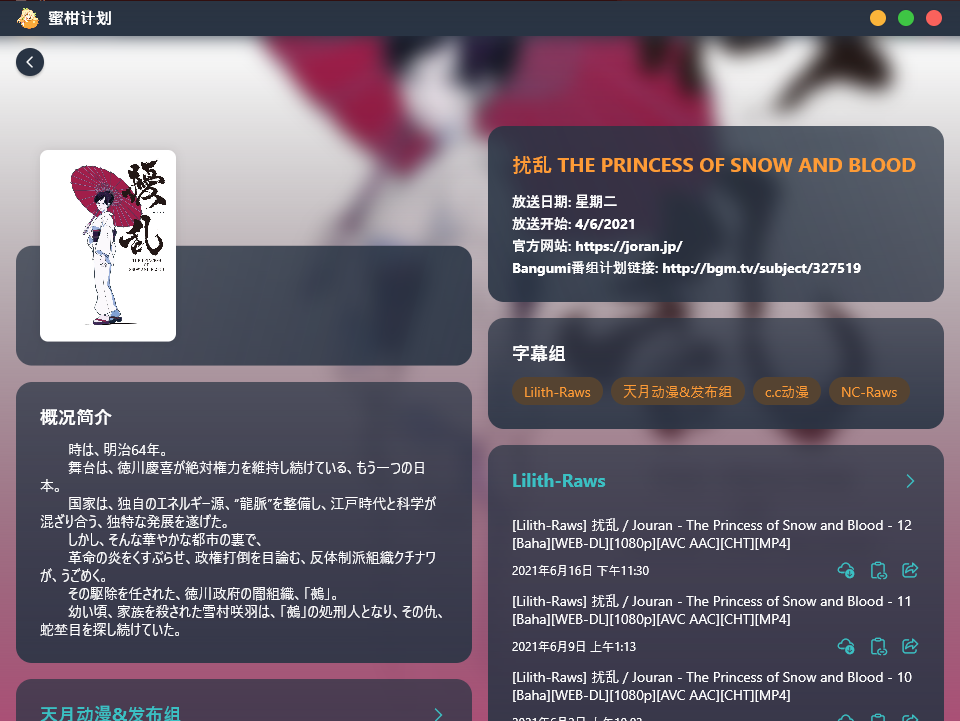 蜜柑计划
擾乱
THE PRINCESS
OF
SNOW AND BLOOD
概况简介
時は、明治64年。
舞台は、徳川慶喜が絶対権力を維持し続けている、もう一つの日
本。
国家は、独自のエネルギー源、“龍脈”を整備し、江戸時代と科学が
混ざり合う、独特な発展を遂げた。
しかし、そんな華やかな都市の裏で、
革命の炎をくすぶらせ、政権打倒を目論む、反体制派組織クチナワ
が、うごめく。
その駆除を任された、徳川政府の闇組織、「鵺」。
幼い頃、家族を殺された雪村咲羽は、「鵺」の処刑人となり、その仇、
蛇埜目を探し続けていた。
天月动漫&发布组
扰乱 THE PRINCESS OF SNOW AND BLOOD
放送日期: 星期二
放送开始: 4/6/2021
官方网站: https://joran.jp/
Bangumi番组计划链接: http://bgm.tv/subject/327519
字幕组
Lilith-Raws 天月动漫&发布组 c.c动漫 NC-Raws
Lilith-Raws
[Lilith-Raws] 扰乱 / Jouran - The Princess of Snow and Blood - 12
[Baha][WEB-DL][1080p][AVC AAC][CHT][MP4]
2021年6月16日 下午11:30
[Lilith-Raws] 扰乱 / Jouran - The Princess of Snow and Blood - 11
[Baha][WEB-DL][1080p][AVC AAC][CHT][MP4]
2021年6月9日 上午1:13
[Lilith-Raws] 扰乱 / Jouran - The Princess of Snow and Blood - 10
[Baha][WEB-DL][1080p][AVC AAC][CHT][MP4]